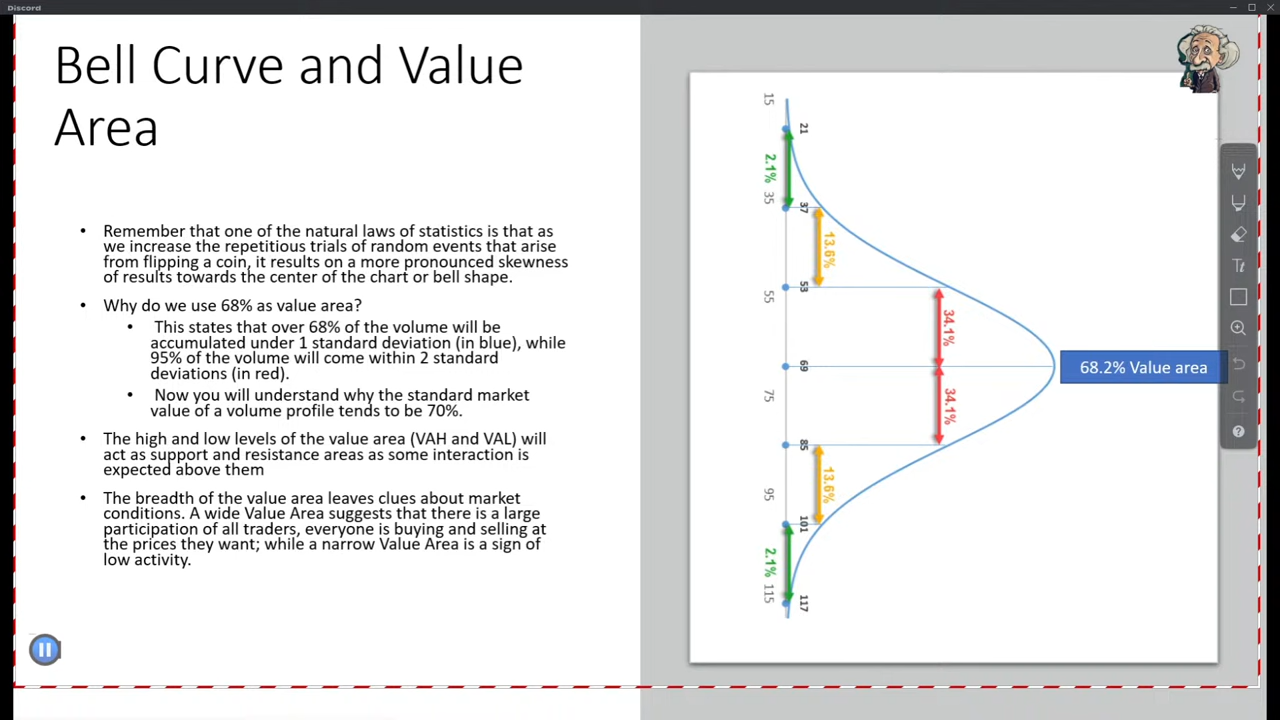 Discord
Bell Curve and Value
Area
• Remember that one of the natural laws of statistics is that as
we increase the repetitious trials of random events that arise
from flipping a coin, it results on a more pronounced skewness
of results towards the center of the chart or bell shape.
• Why do we use 68% as value area?
• This states that over 68% of the volume will be
accumulated under 1 standard deviation (in blue), while
95% of the volume will come within 2 standard
deviations (in red).
• Now you will understand why the standard market
value of a volume profile tends to be 70%.
• The high and low levels of the value area (VAH and VAL) will
act as support and resistance areas as some interaction is
expected above them
• The breadth of the value area leaves clues about market
conditions. A wide Value Area suggests that there is a large
participation of all traders, everyone is buying and selling at
the prices they want; while a narrow Value Area is a sign of
low activity.
15
21
2.1%
35
37
13.6%
53
55
34.1%
69
68.2% Value area
75
34.1%
85
13.6%
95
101
2.1%
115
117
Tt